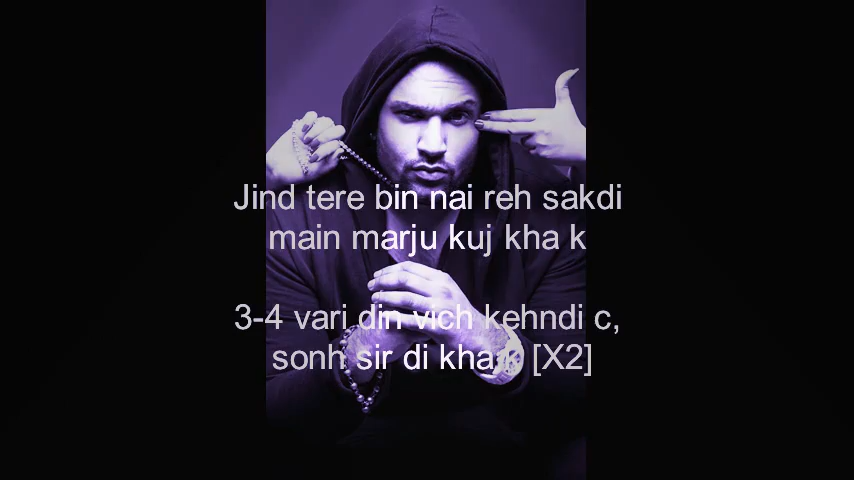 Jind tere bin nai reh sakdi
main marju kuj kha k
3-4 vari din vich kehndi c,
sonh sir di kha k [X2]